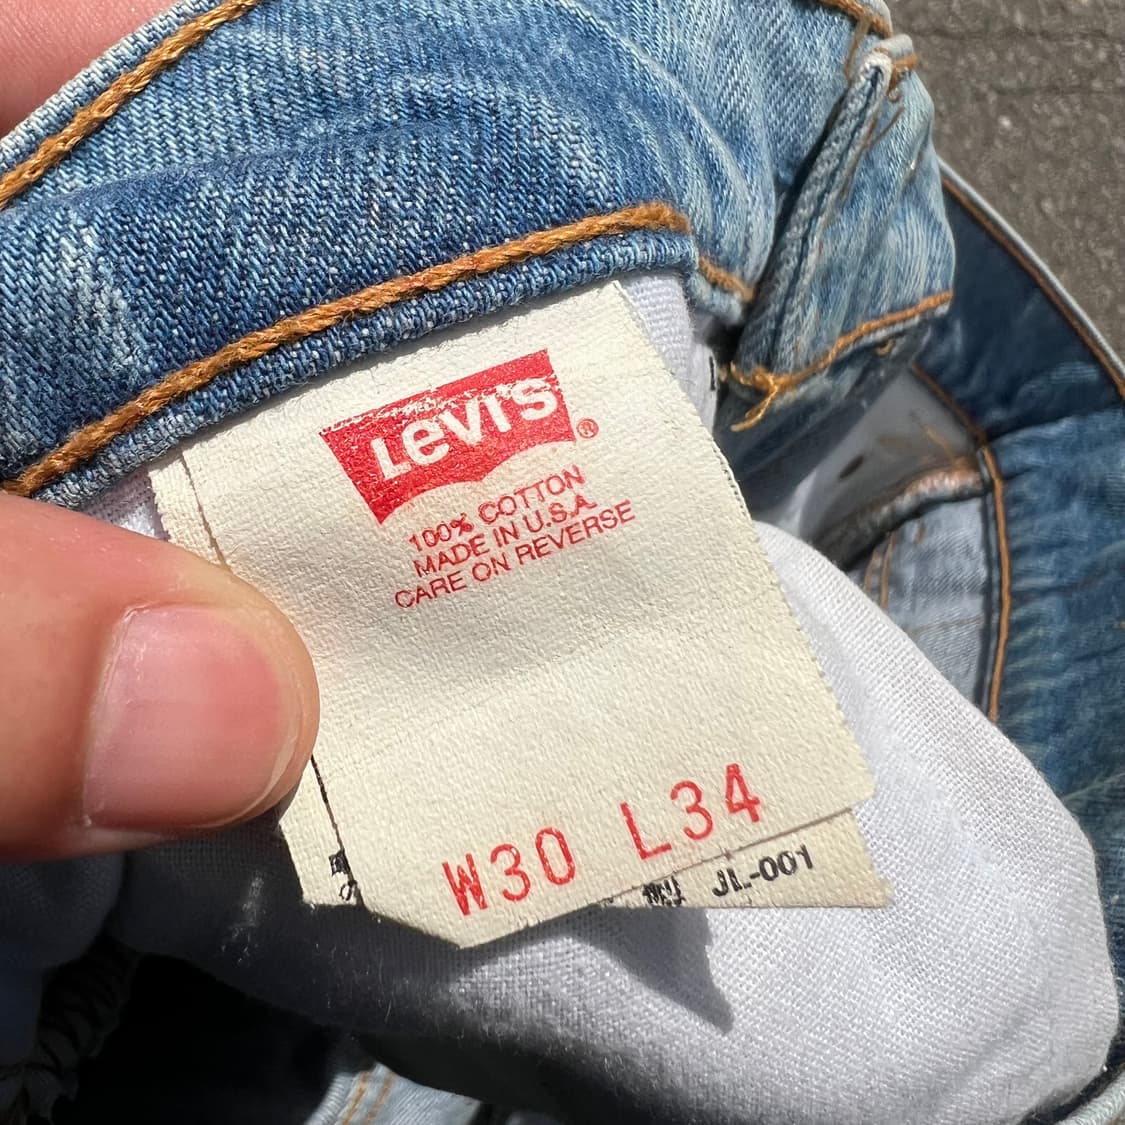 LEVI'S ®
100% COTTON
MADE IN U.S.A.
CARE ON REVERSE
W30 L34
JL-001